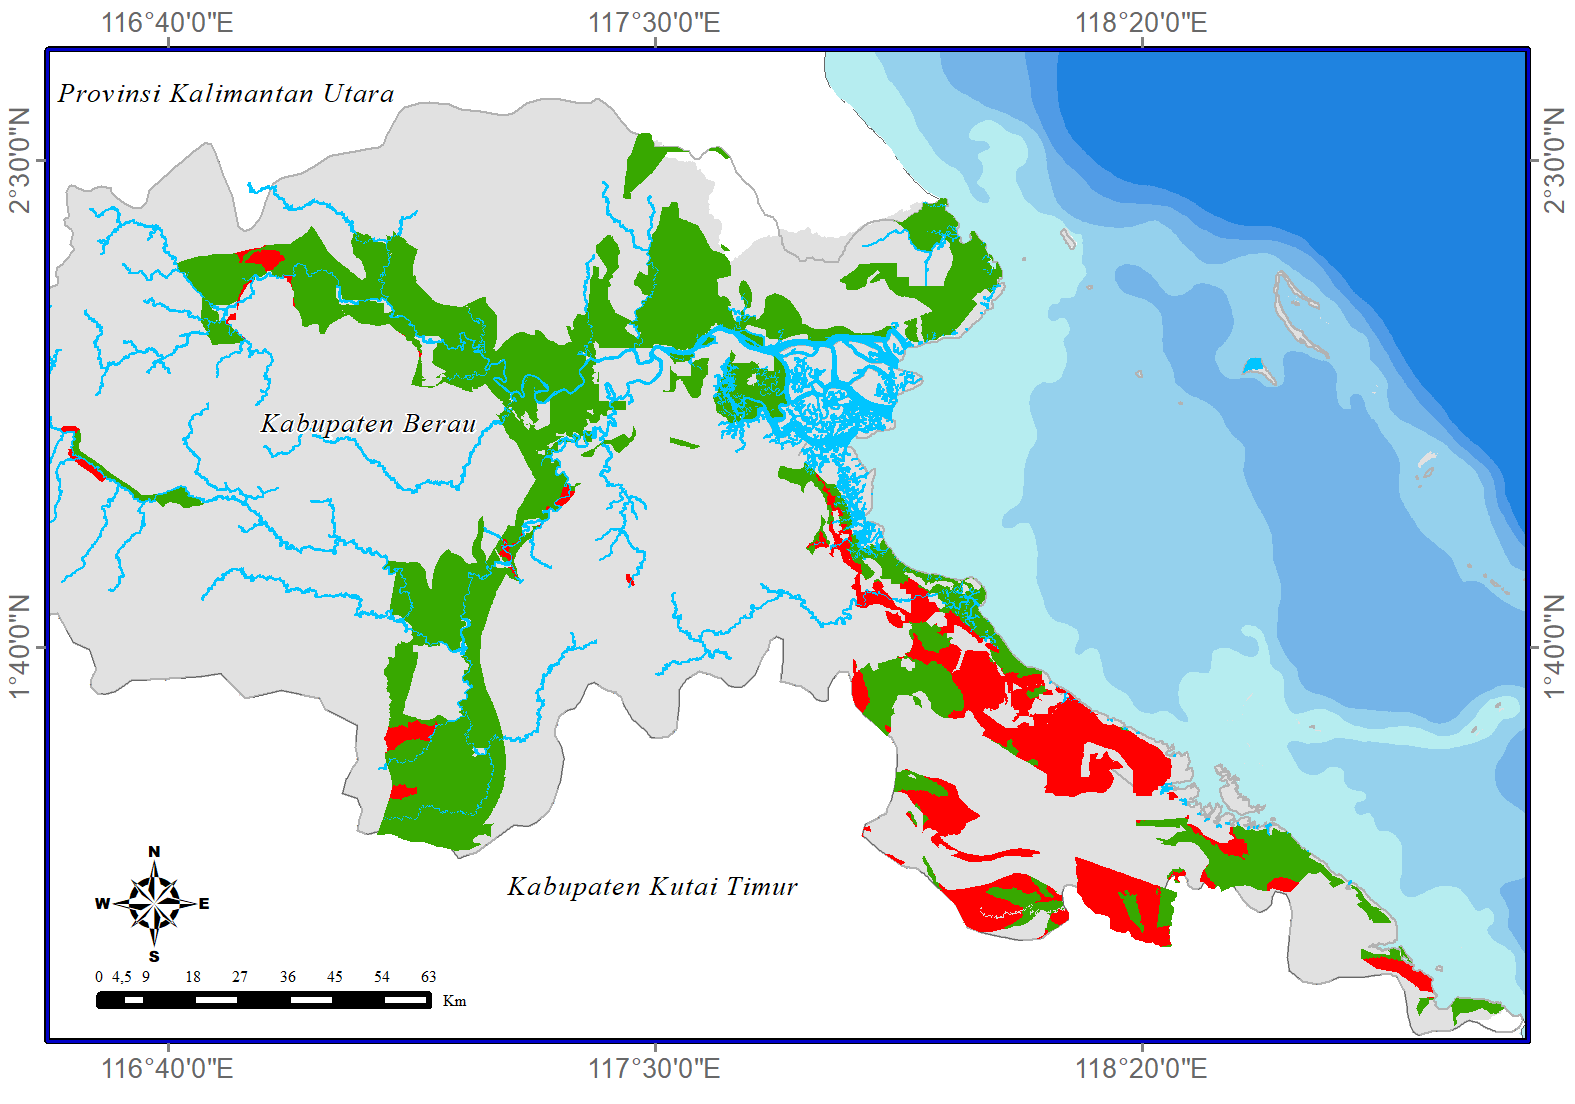 116°40'0"E 117°30'0"E 118°20'0"E
Provinsi Kalimantan Utara
2°30'0"N 2°30'0"N
Kabupaten Berau
1°40'0"N 1°40'0"N
Kabupaten Kutai Timur
N
W E
S
0 4,5 9 18 27 36 45 54 63
Km
116°40'0"E 117°30'0"E 118°20'0"E